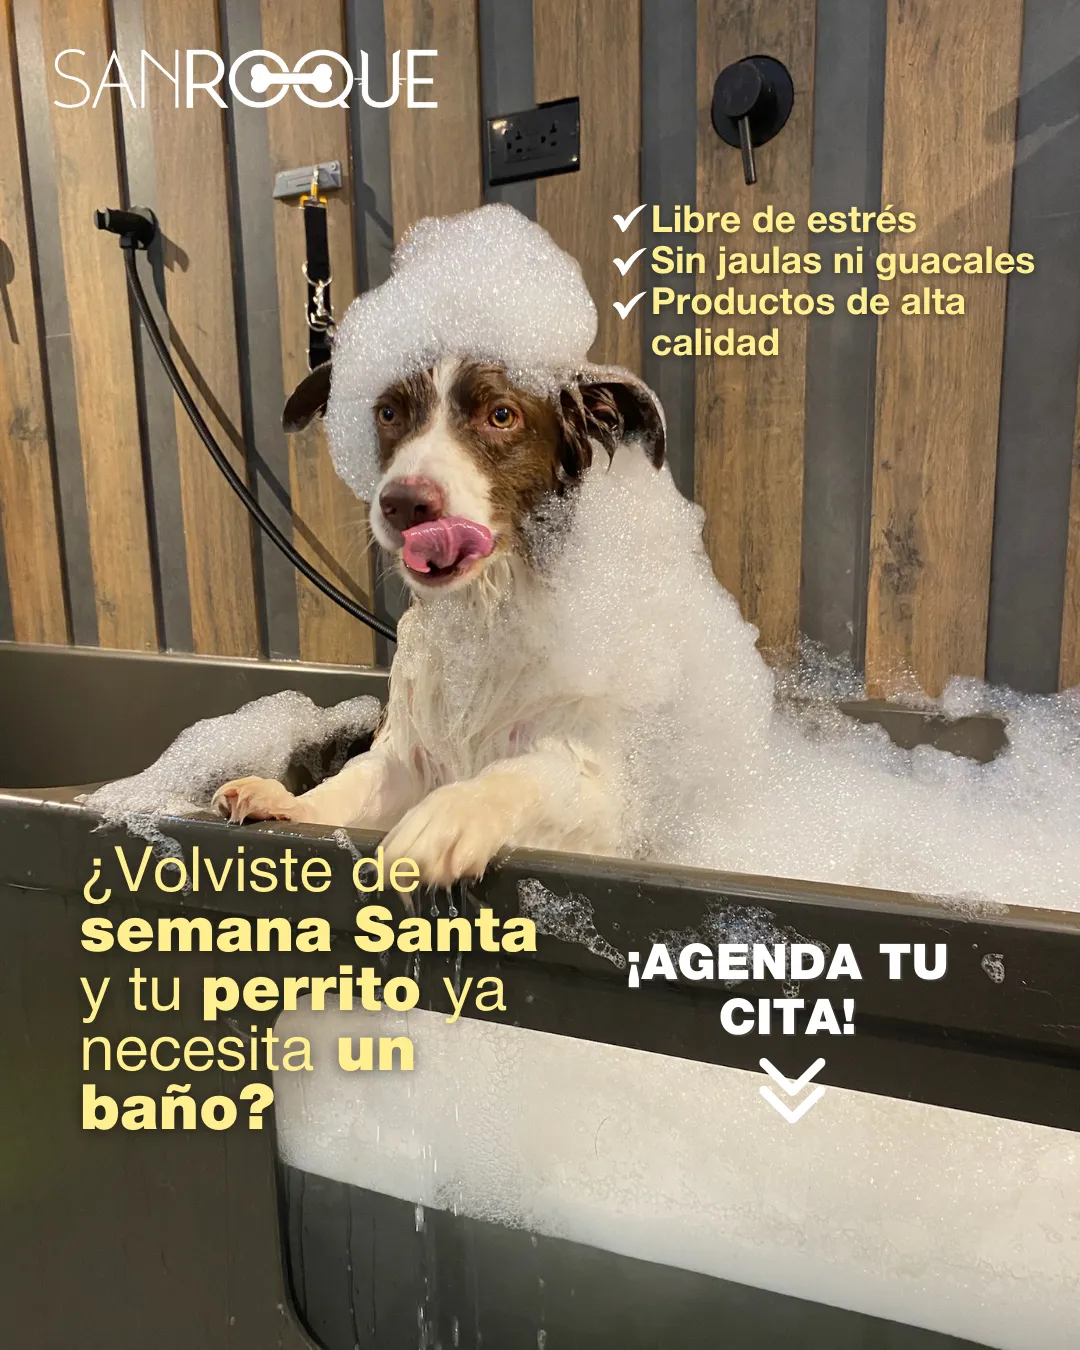 SANROQUE
Libre de estrés
Sin jaulas ni guacales
Productos de alta
calidad
¿Volviste de
semana Santa
y tu perrito ya
necesita un
baño?
¡AGENDA TU
CITA!